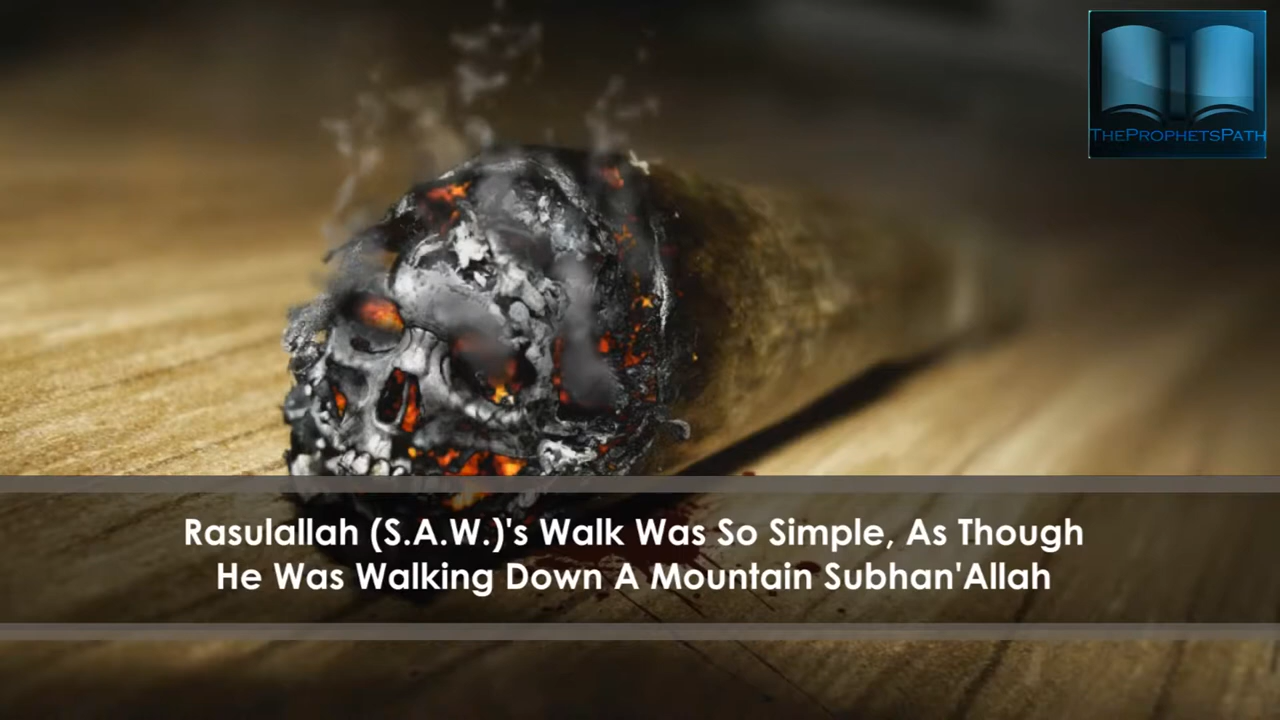 THEPROPHETSPATH
Rasulallah (S.A.W.)'s Walk Was So Simple, As Though
He Was Walking Down A Mountain Subhan'Allah